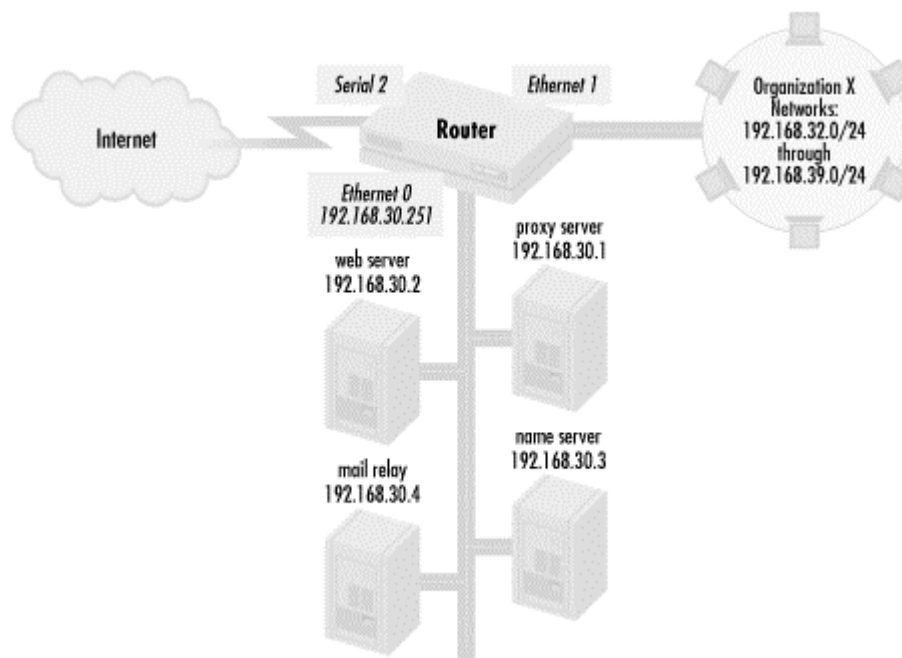 Serial 2
Ethernet 1
Internet
Router
Organization X
Networks:
192.168.32.0/24
through
192.168.39.0/24
Ethernet 0
192.168.30.251
proxy server
192.168.30.1
web server
192.168.30.2
name server
192.168.30.3
mail relay
192.168.30.4